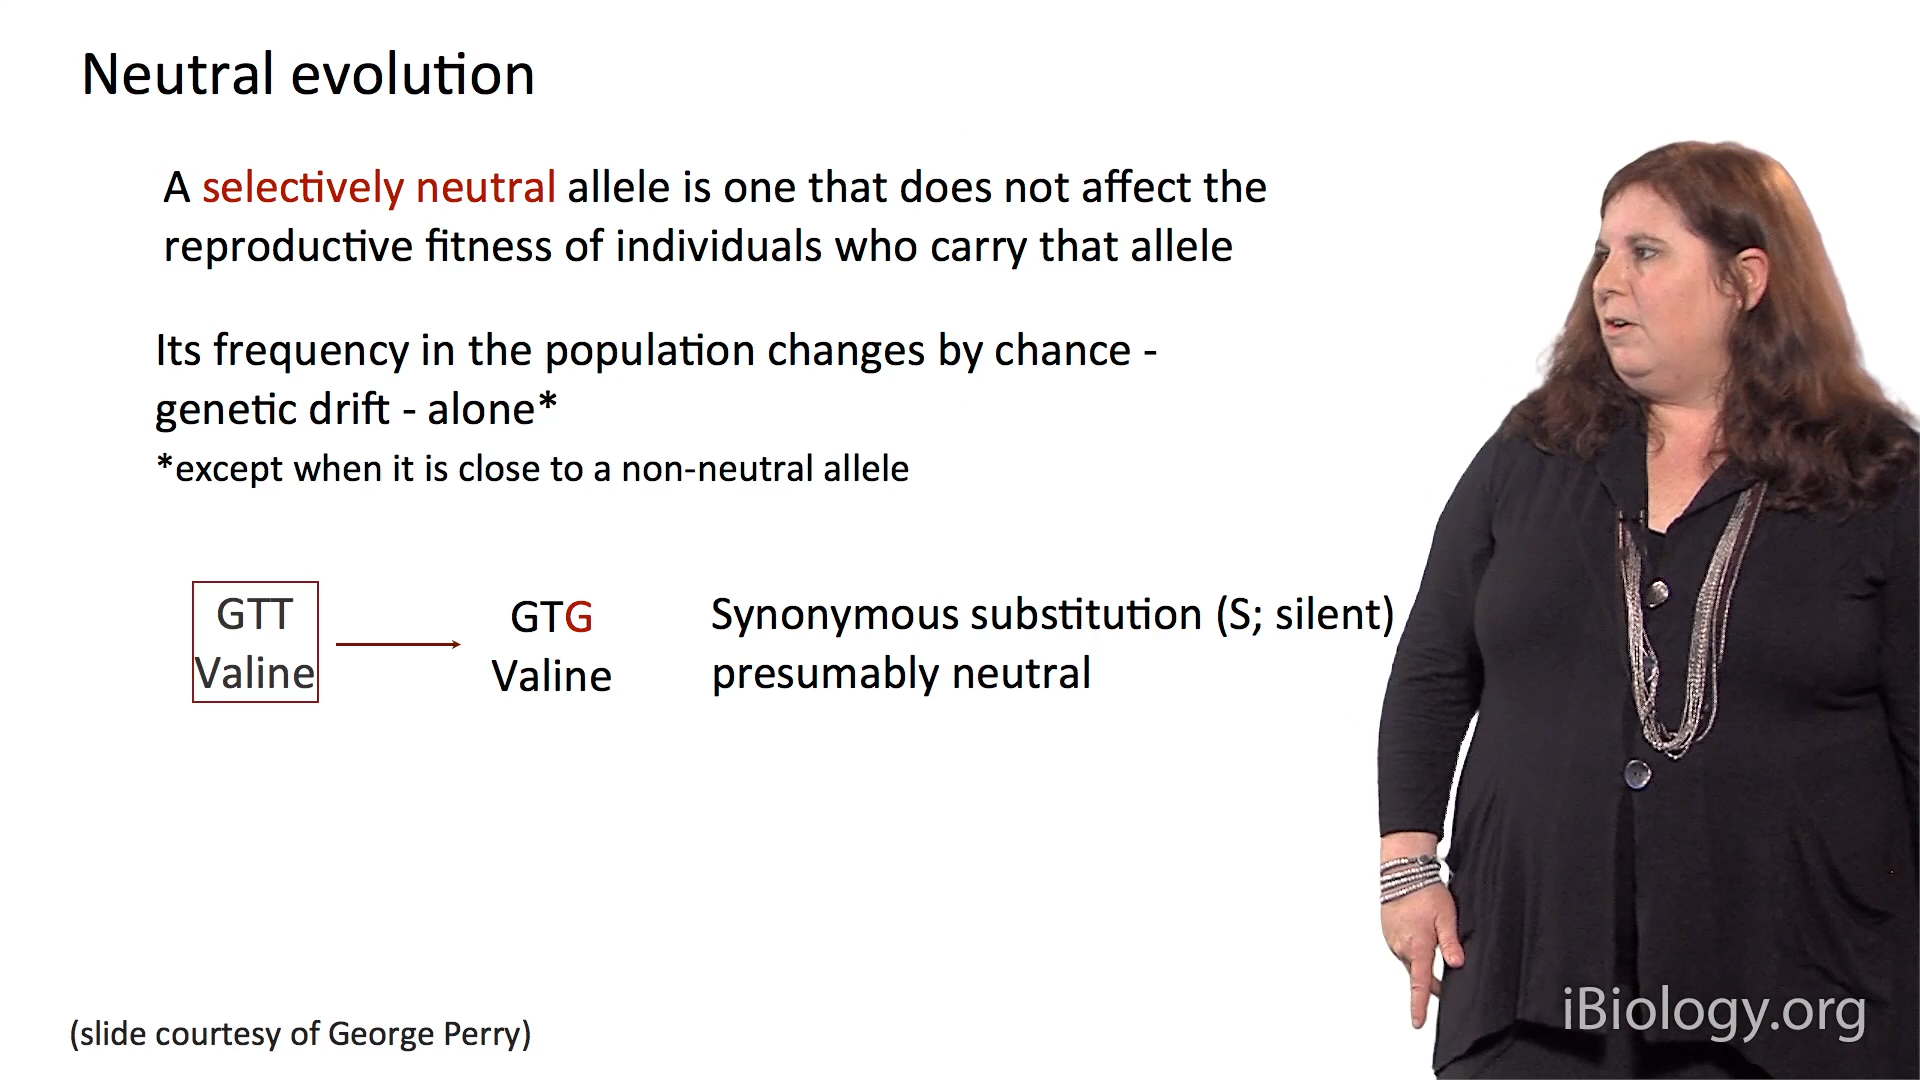 Neutral evolution
A selectively neutral allele is one that does not affect the
reproductive fitness of individuals who carry that allele
Its frequency in the population changes by chance -
genetic drift - alone*
*except when it is close to a non-neutral allele
GTT
Valine
GTG
Valine
Synonymous substitution (S; silent)
presumably neutral
(slide courtesy of George Perry)
iBiology.org